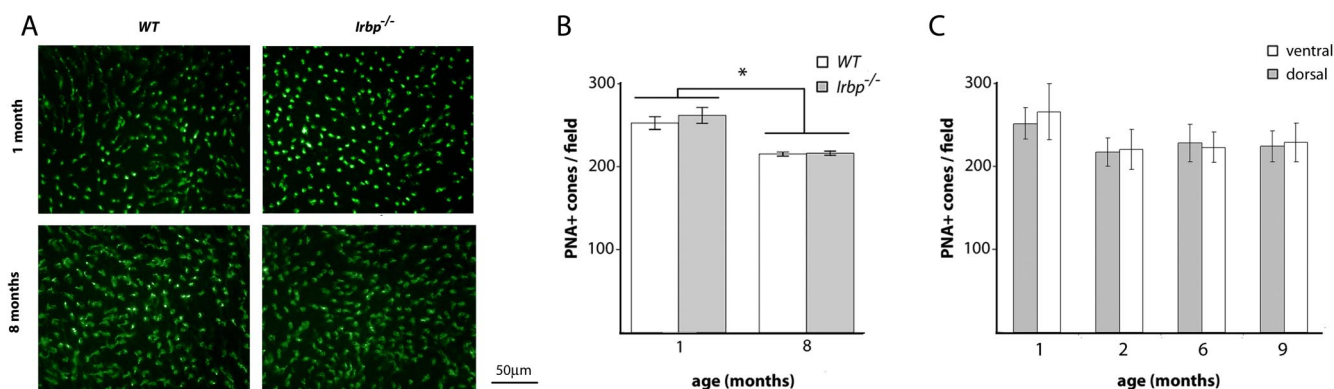 A
WT
Irbp-/-
1 month
8 months
50μm
B
*
WT
Irbp-/-
PNA+ cones / field
300
200
100
1
8
age (months)
C
ventral
dorsal
PNA+ cones / field
300
200
100
1
2
6
9
age (months)